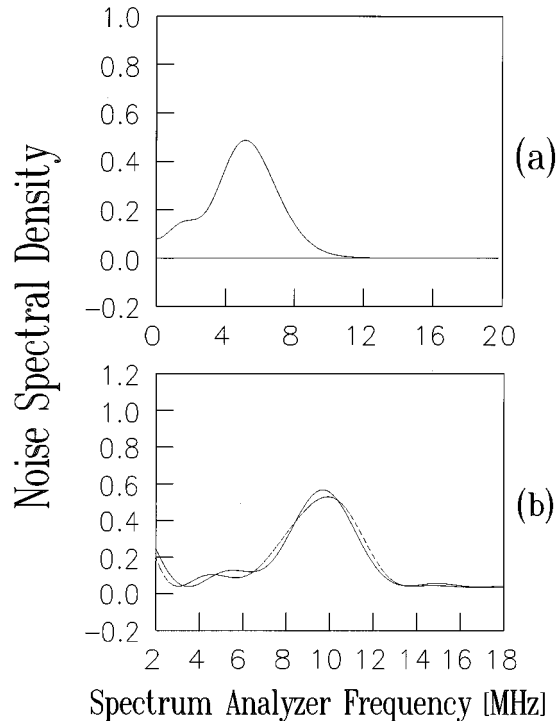 Noise Spectral Density
1.0
0.8
0.6
0.4
0.2
0.0
-0.2
0 4 8 12 16 20
(a)
1.2
1.0
0.8
0.6
0.4
0.2
0.0
-0.2
2 4 6 8 10 12 14 16 18
(b)
Spectrum Analyzer Frequency [MHz]